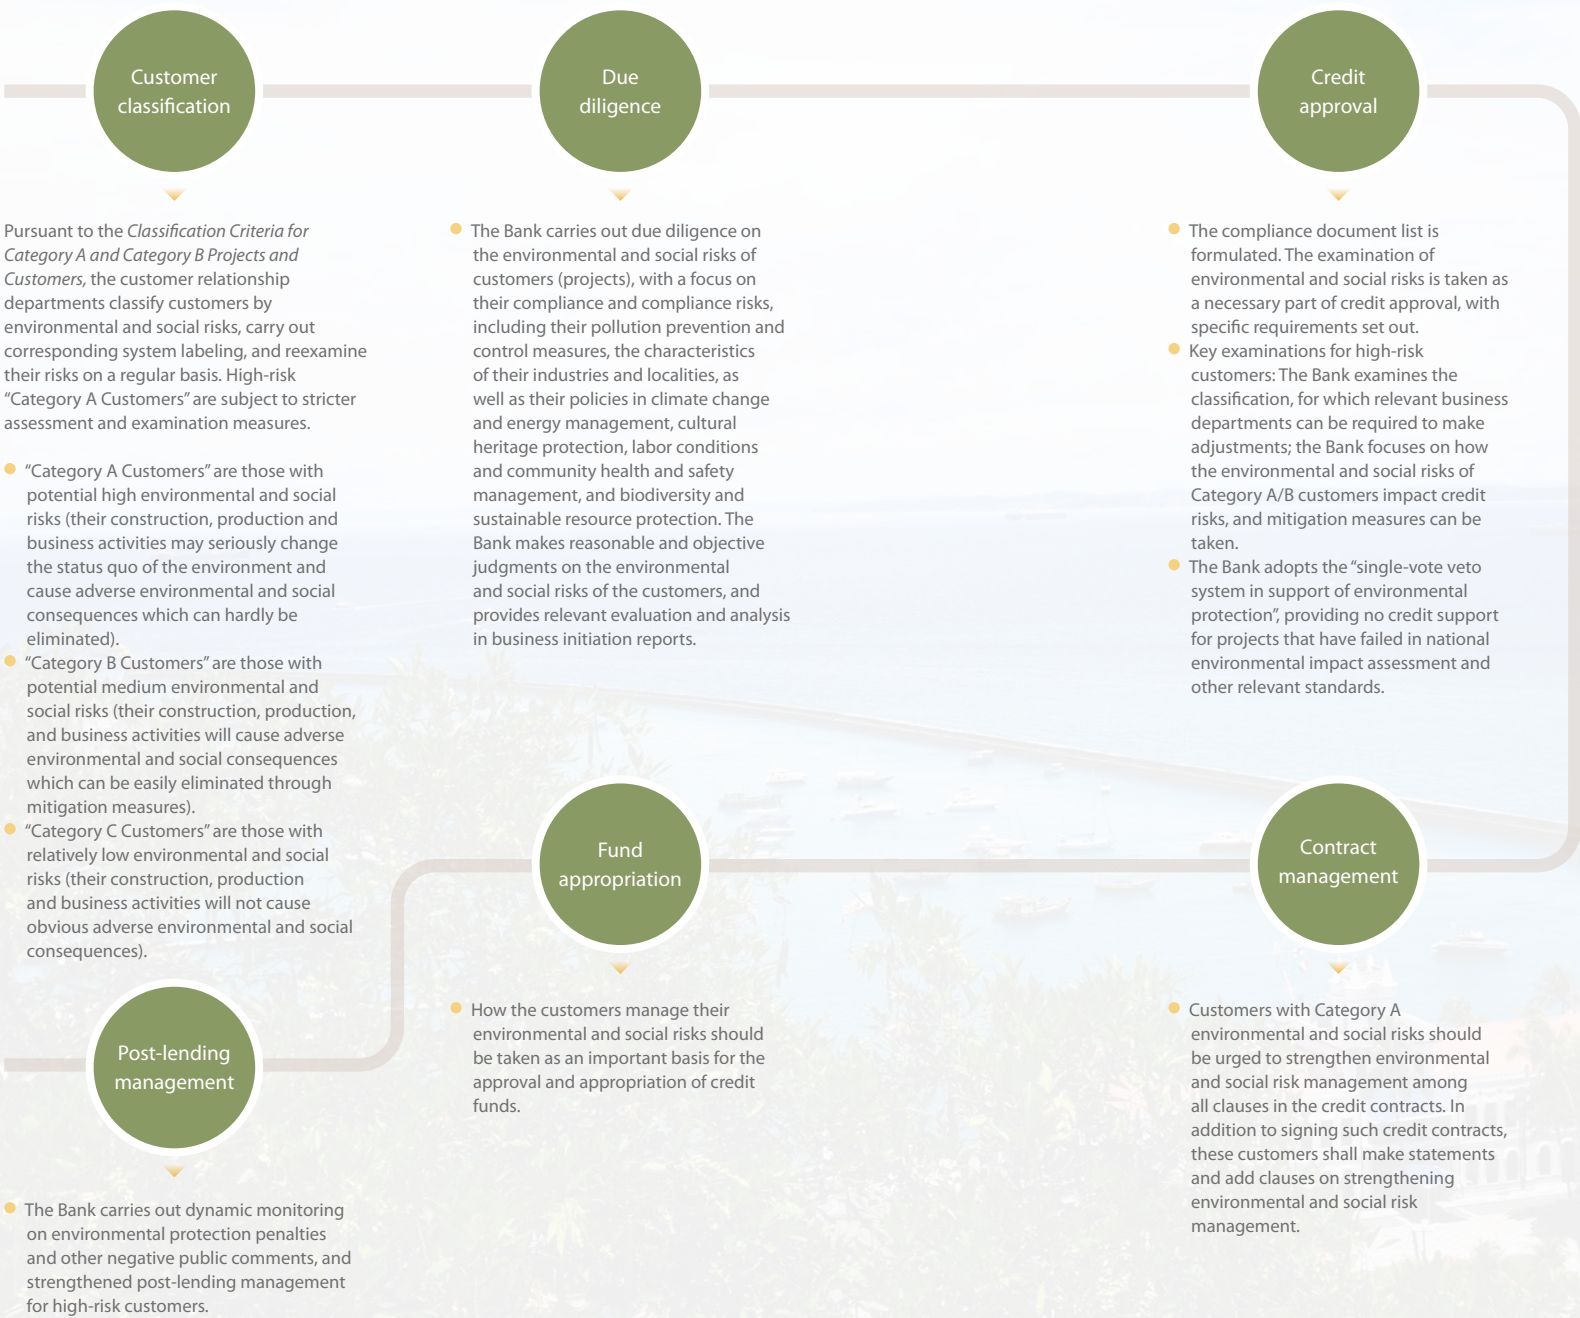 Customer
classification
Pursuant to the Classification Criteria for
Category A and Category B Projects and
Customers, the customer relationship
departments classify customers by
environmental and social risks, carry out
corresponding system labeling, and reexamine
their risks on a regular basis. High-risk
“Category A Customers” are subject to stricter
assessment and examination measures.
“Category A Customers” are those with
potential high environmental and social
risks (their construction, production and
business activities may seriously change
the status quo of the environment and
cause adverse environmental and social
consequences which can hardly be
eliminated).
“Category B Customers” are those with
potential medium environmental and
social risks (their construction, production,
and business activities will cause adverse
environmental and social consequences
which can be easily eliminated through
mitigation measures).
“Category C Customers” are those with
relatively low environmental and social
risks (their construction, production
and business activities will not cause
obvious adverse environmental and social
consequences).
Due
diligence
The Bank carries out due diligence on
the environmental and social risks of
customers (projects), with a focus on
their compliance and compliance risks,
including their pollution prevention and
control measures, the characteristics
of their industries and localities, as
well as their policies in climate change
and energy management, cultural
heritage protection, labor conditions
and community health and safety
management, and biodiversity and
sustainable resource protection. The
Bank makes reasonable and objective
judgments on the environmental
and social risks of the customers, and
provides relevant evaluation and analysis
in business initiation reports.
Credit
approval
The compliance document list is
formulated. The examination of
environmental and social risks is taken as
a necessary part of credit approval, with
specific requirements set out.
Key examinations for high-risk
customers: The Bank examines the
classification, for which relevant business
departments can be required to make
adjustments; the Bank focuses on how
the environmental and social risks of
Category A/B customers impact credit
risks, and mitigation measures can be
taken.
The Bank adopts the “single-vote veto
system in support of environmental
protection”, providing no credit support
for projects that have failed in national
environmental impact assessment and
other relevant standards.
Contract
management
Customers with Category A
environmental and social risks should
be urged to strengthen environmental
and social risk management among
all clauses in the credit contracts. In
addition to signing such credit contracts,
these customers shall make statements
and add clauses on strengthening
environmental and social risk
management.
Fund
appropriation
How the customers manage their
environmental and social risks should
be taken as an important basis for the
approval and appropriation of credit
funds.
Post-lending
management
The Bank carries out dynamic monitoring
on environmental protection penalties
and other negative public comments, and
strengthened post-lending management
for high-risk customers.